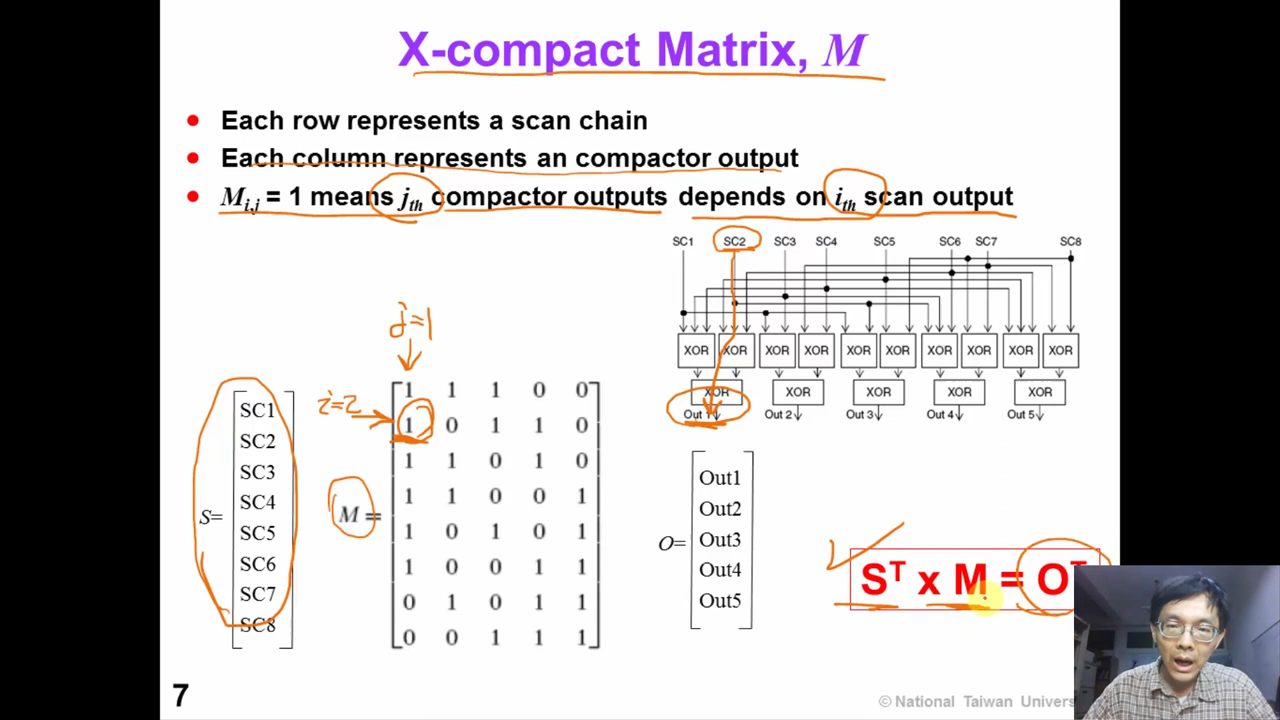 X-compact Matrix, M
Each row represents a scan chain
Each column represents an compactor output
Mi,j = 1 means jth compactor outputs depends on ith scan output
SC1 SC2 SC3 SC4 SC5 SC6 SC7 SC8
j=1
XOR XOR XOR XOR XOR XOR XOR XOR XOR XOR
XOR XOR XOR XOR XOR
Out 1 Out 2 Out 3 Out 4 Out 5
i=2
S=
SC1
SC2
SC3
SC4
SC5
SC6
SC7
SC8
M =
1 1 1 0 0
1 0 1 1 0
1 1 0 1 0
1 1 0 0 1
1 0 1 0 1
1 0 0 1 1
0 1 0 1 1
0 0 1 1 1
O=
Out1
Out2
Out3
Out4
Out5
ST x M = OT
7
© National Taiwan Univers